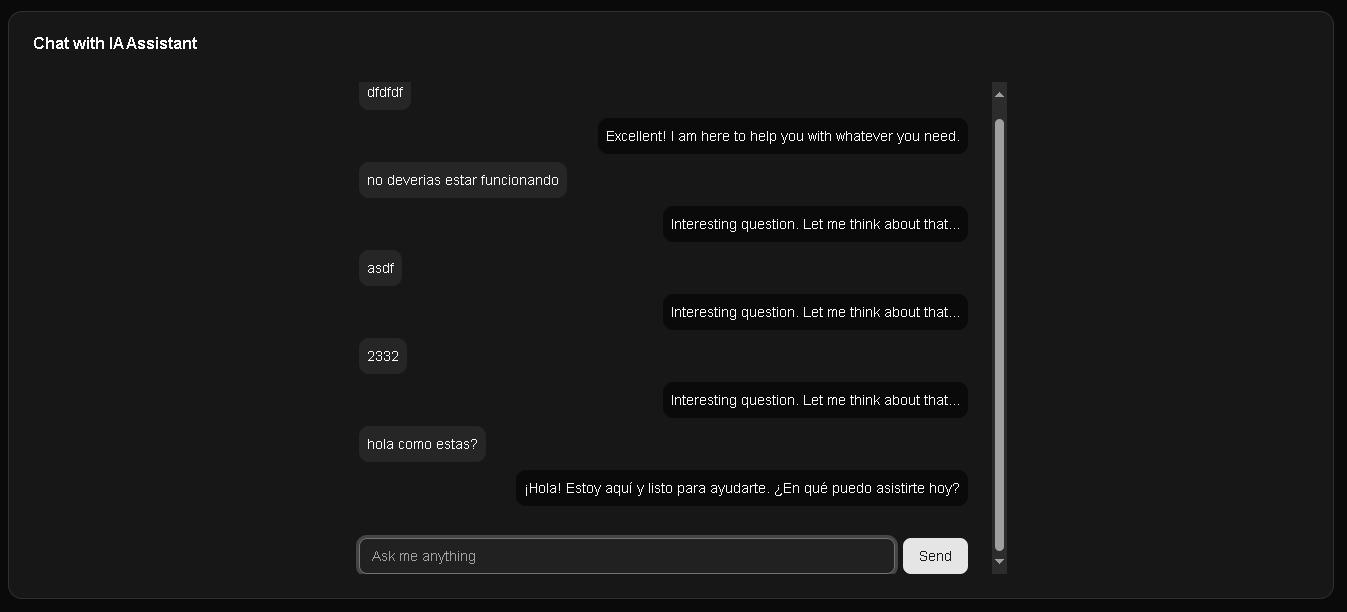 Chat with IA Assistant
dfdfdf
Excellent! I am here to help you with whatever you need.
no deverias estar funcionando
Interesting question. Let me think about that...
asdf
Interesting question. Let me think about that...
2332
Interesting question. Let me think about that...
hola como estas?
¡Hola! Estoy aquí y listo para ayudarte. ¿En qué puedo asistirte hoy?
Ask me anything
Send